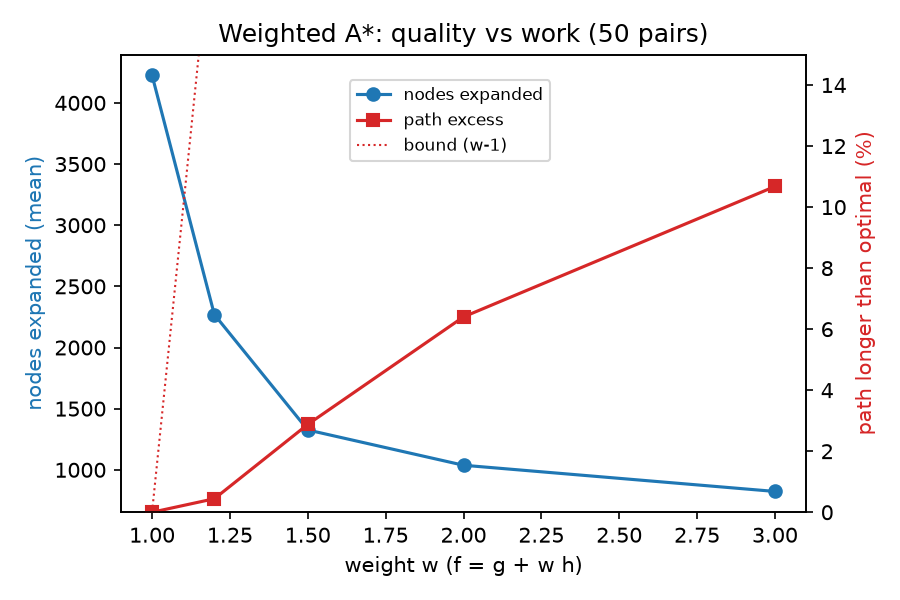 Weighted A*: quality vs work (50 pairs)
nodes expanded
path excess
bound (w-1)
nodes expanded (mean)
4000
3500
3000
2500
2000
1500
1000
14
12
10
8
6
4
2
0
path longer than optimal (%)
1.00 1.25 1.50 1.75 2.00 2.25 2.50 2.75 3.00
weight w (f = g + w h)